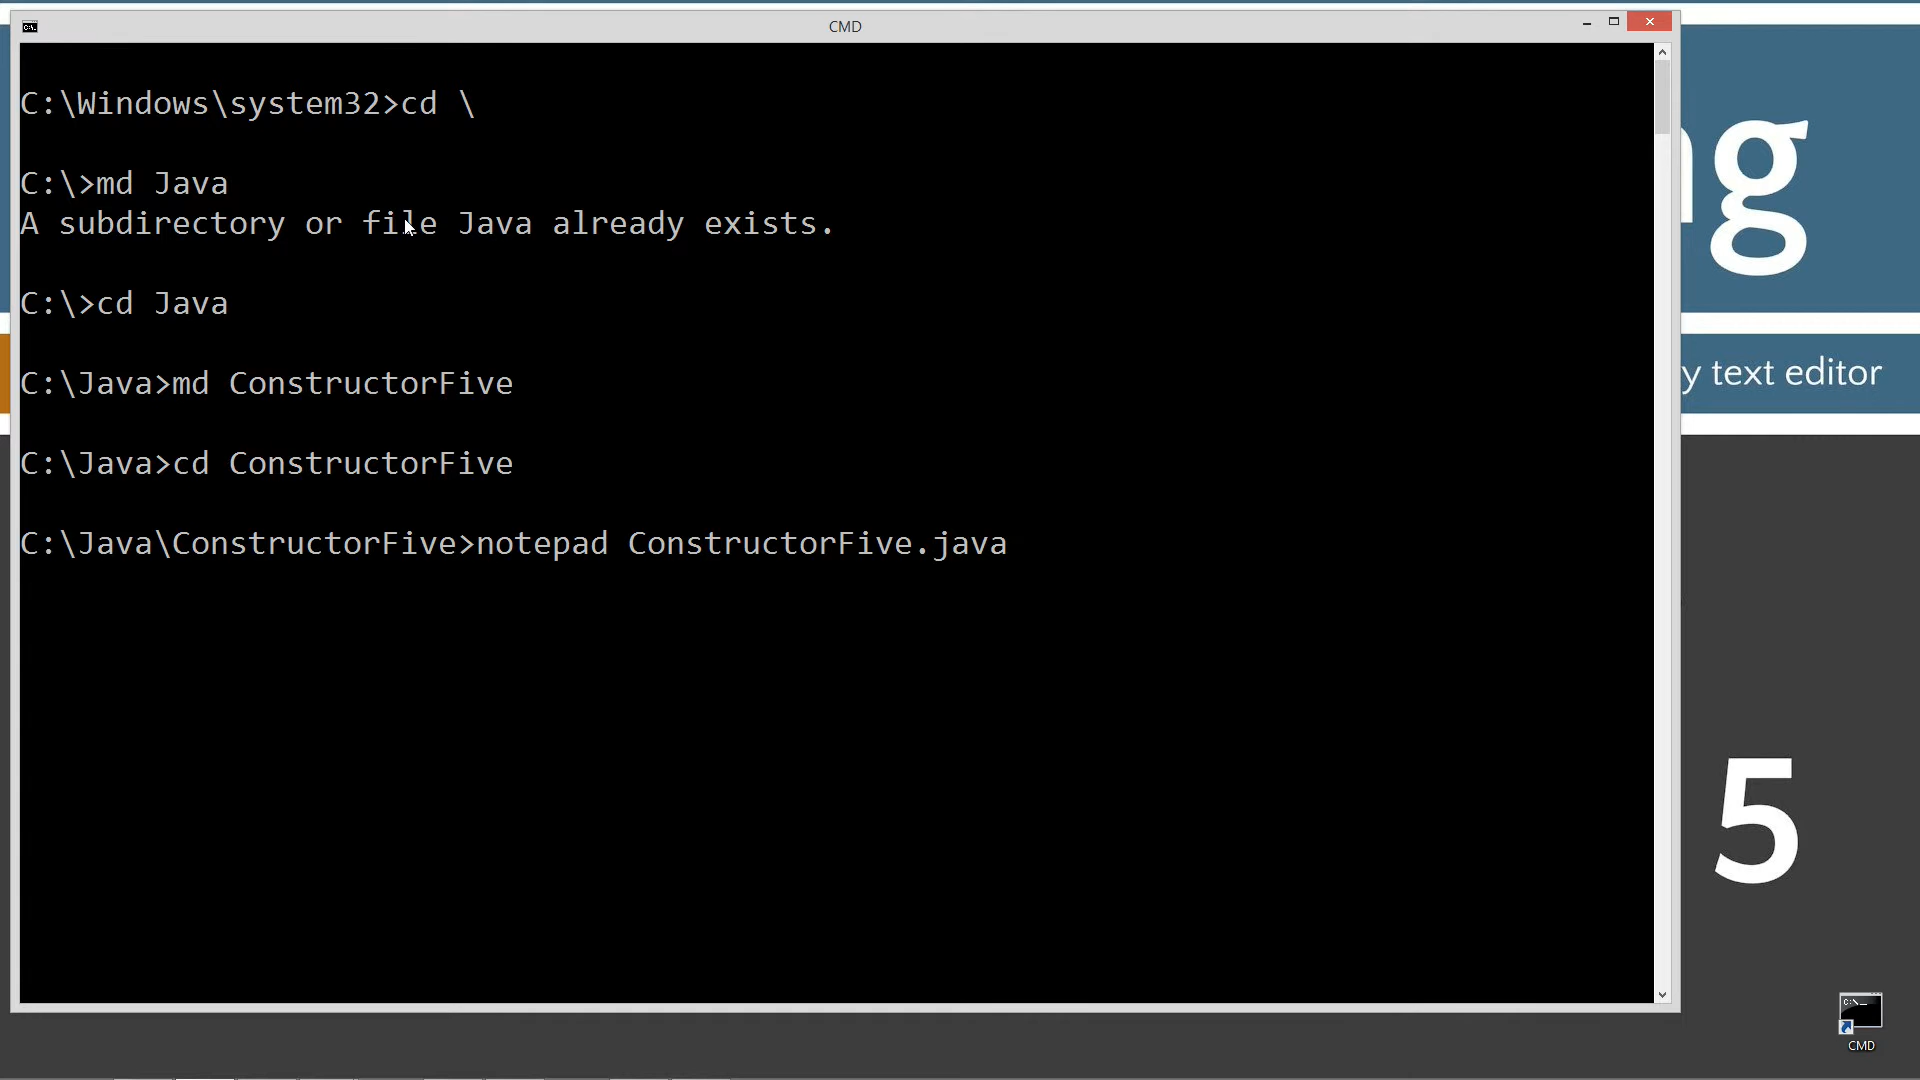 CMD
C:\Windows\system32>cd \
C:\>md Java
A subdirectory or file Java already exists.
C:\>cd Java
C:\Java>md ConstructorFive
C:\Java>cd ConstructorFive
C:\Java\ConstructorFive>notepad ConstructorFive.java
g
y text editor
5
CMD